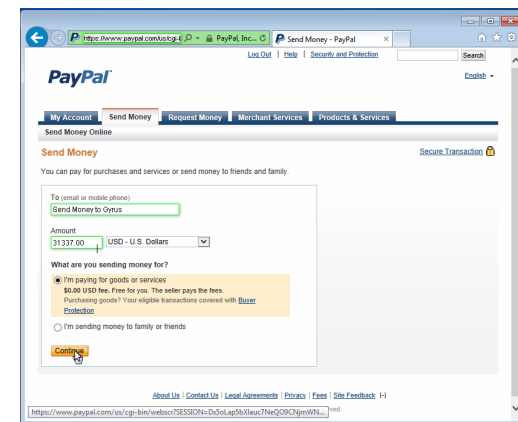 https://www.paypal.com/us/cgi-b
PayPal, Inc...
Send Money - PayPal
Log Out | Help | Security and Protection
Search
PayPal
English
My Account Send Money Request Money Merchant Services Products & Services
Send Money Online
Send Money
Secure Transaction
You can pay for purchases and services or send money to friends and family.
To (email or mobile phone)
Send Money to Gyrus
Amount
31337.00 USD - U.S. Dollars
What are you sending money for?
I'm paying for goods or services
$0.00 USD fee. Free for you. The seller pays the fees.
Purchasing goods? Your eligible transactions covered with Buyer
Protection
I'm sending money to family or friends
Continue
About Us | Contact Us | Legal Agreements | Privacy | Fees | Site Feedback [-]
https://www.paypal.com/us/cgi-bin/webscr?SESSION=Dx5oLap5bXlauc7NeQO9CNjmWN...
ved.